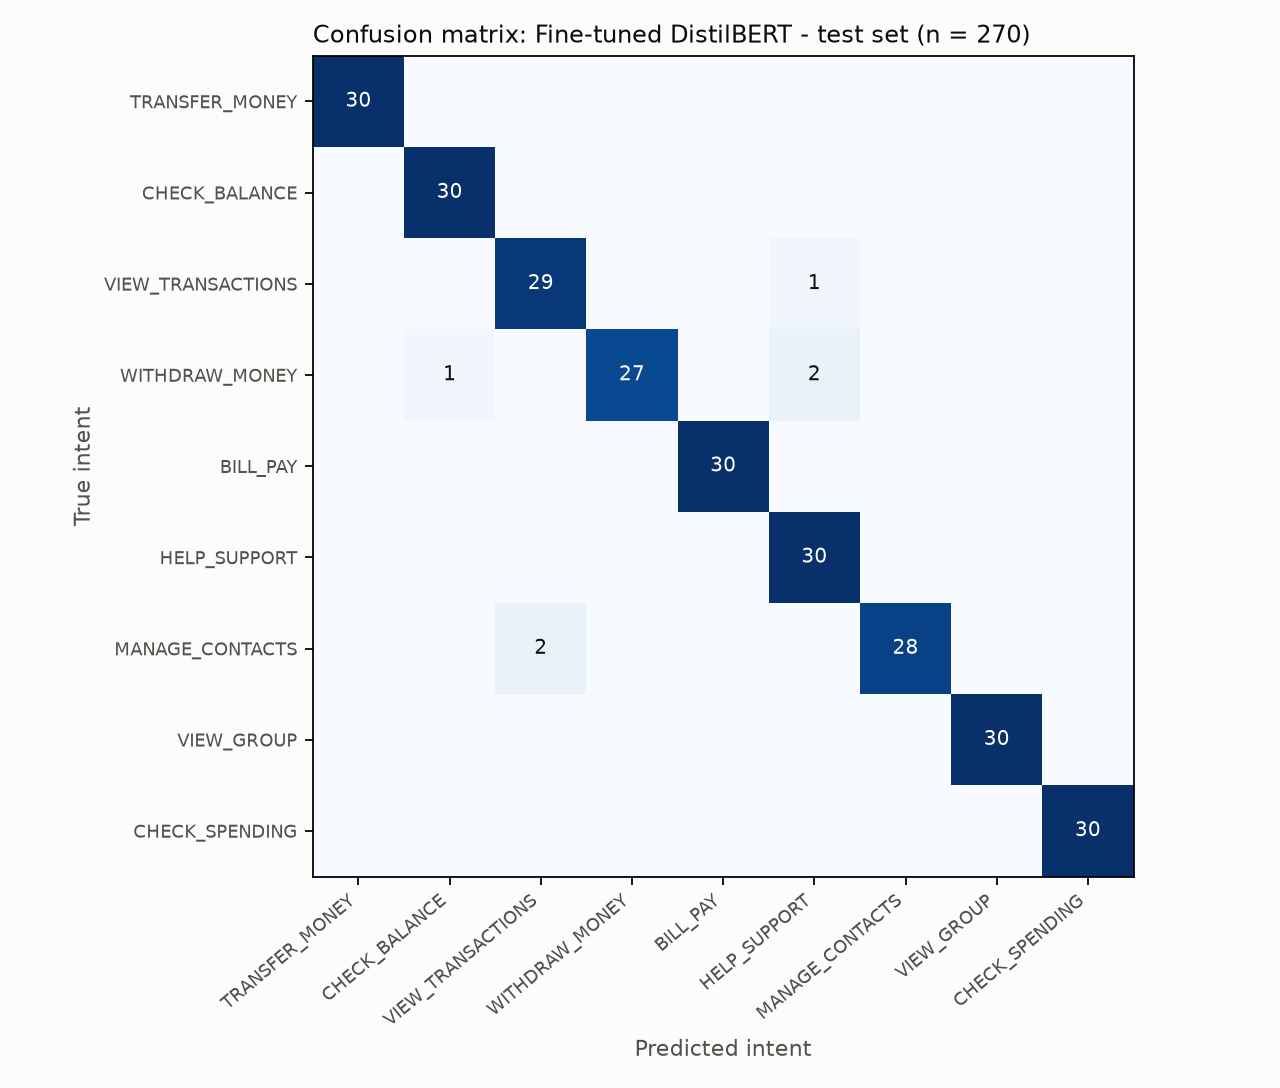 Confusion matrix: Fine-tuned DistilBERT - test set (n = 270)
TRANSFER_MONEY 30
CHECK_BALANCE 30
VIEW_TRANSACTIONS 29 1
WITHDRAW_MONEY 1 27 2
BILL_PAY 30
HELP_SUPPORT 30
MANAGE_CONTACTS 2 28
VIEW_GROUP 30
CHECK_SPENDING 30
True intent
TRANSFER_MONEY
CHECK_BALANCE
VIEW_TRANSACTIONS
WITHDRAW_MONEY
BILL_PAY
HELP_SUPPORT
MANAGE_CONTACTS
VIEW_GROUP
CHECK_SPENDING
Predicted intent